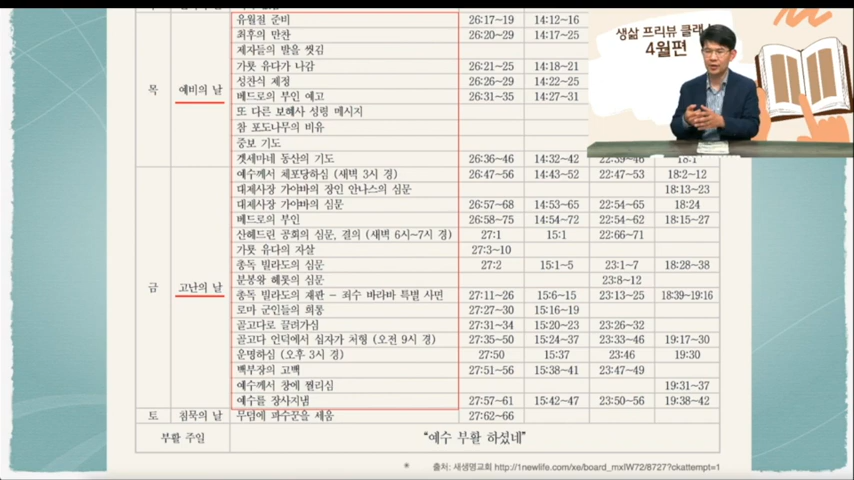 유월절 준비 26:17~19 14:12~16
최후의 만찬 26:20~29 14:17~25
제자들의 발을 씻김
가룟 유다가 나감 26:21~25 14:18~21
성찬식 제정 26:26~29 14:22~25
목 예비의 날 베드로의 부인 예고 26:31~35 14:27~31
또 다른 보혜사 성령 메시지
참 포도나무의 비유
중보 기도
겟세마네 동산의 기도 26:36~46 14:32~42 22:39~46 18:1
예수께서 체포당하심 (새벽 3시 경) 26:47~56 14:43~52 22:47~53 18:2~12
대제사장 가야바의 장인 안나스의 심문 18:13~23
대제사장 가야바의 심문 26:57~68 14:53~65 22:54~65 18:24
베드로의 부인 26:58~75 14:54~72 22:54~62 18:15~27
산헤드린 공회의 심문, 결의 (새벽 6시~7시 경) 27:1 15:1 22:66~71
가룟 유다의 자살 27:3~10
총독 빌라도의 심문 27:2 15:1~5 23:1~7 18:28~38
분봉왕 헤롯의 심문 23:8~12
금 고난의 날 총독 빌라도의 재판 - 죄수 바라바 특별 사면 27:11~26 15:6~15 23:13~25 18:39~19:16
로마 군인들의 희롱 27:27~30 15:16~19
골고다로 끌려가심 27:31~34 15:20~23 23:26~32
골고다 언덕에서 십자가 처형 (오전 9시 경) 27:35~50 15:24~37 23:33~46 19:17~30
운명하심 (오후 3시 경) 27:50 15:37 23:46 19:30
백부장의 고백 27:51~56 15:38~41 23:47~49
예수께서 창에 찔리심 19:31~37
예수를 장사지냄 27:57~61 15:42~47 23:50~56 19:38~42
토 침묵의 날 무덤에 파수꾼을 세움 27:62~66
부활 주일 "예수 부활 하셨네"
* 출처: 새생명교회 http://1newlife.com/xe/board_mxIW72/8727?ckattempt=1
생삶 프리뷰 클래스
4월편